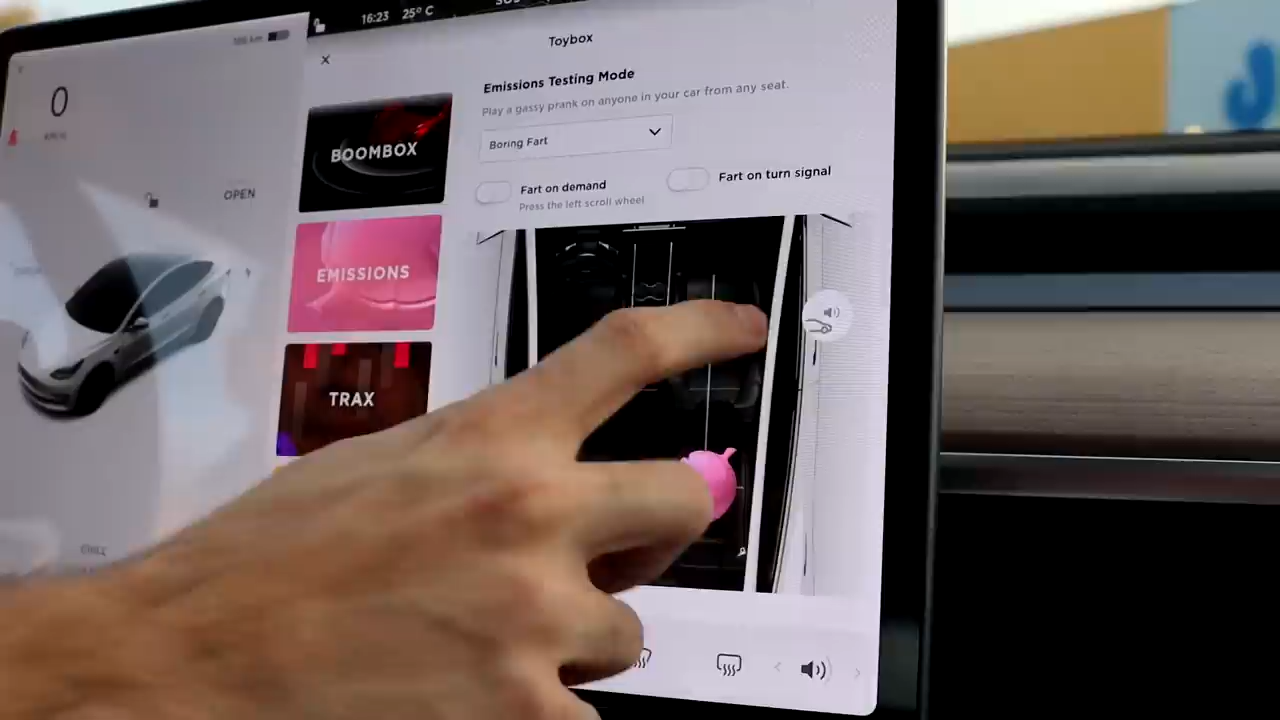 16:23 25° C
Toybox
0
Emissions Testing Mode
Play a gassy prank on anyone in your car from any seat.
BOOMBOX
Boring Fart
OPEN
Fart on demand
Fart on turn signal
Press the left scroll wheel
EMISSIONS
TRAX
CHILL